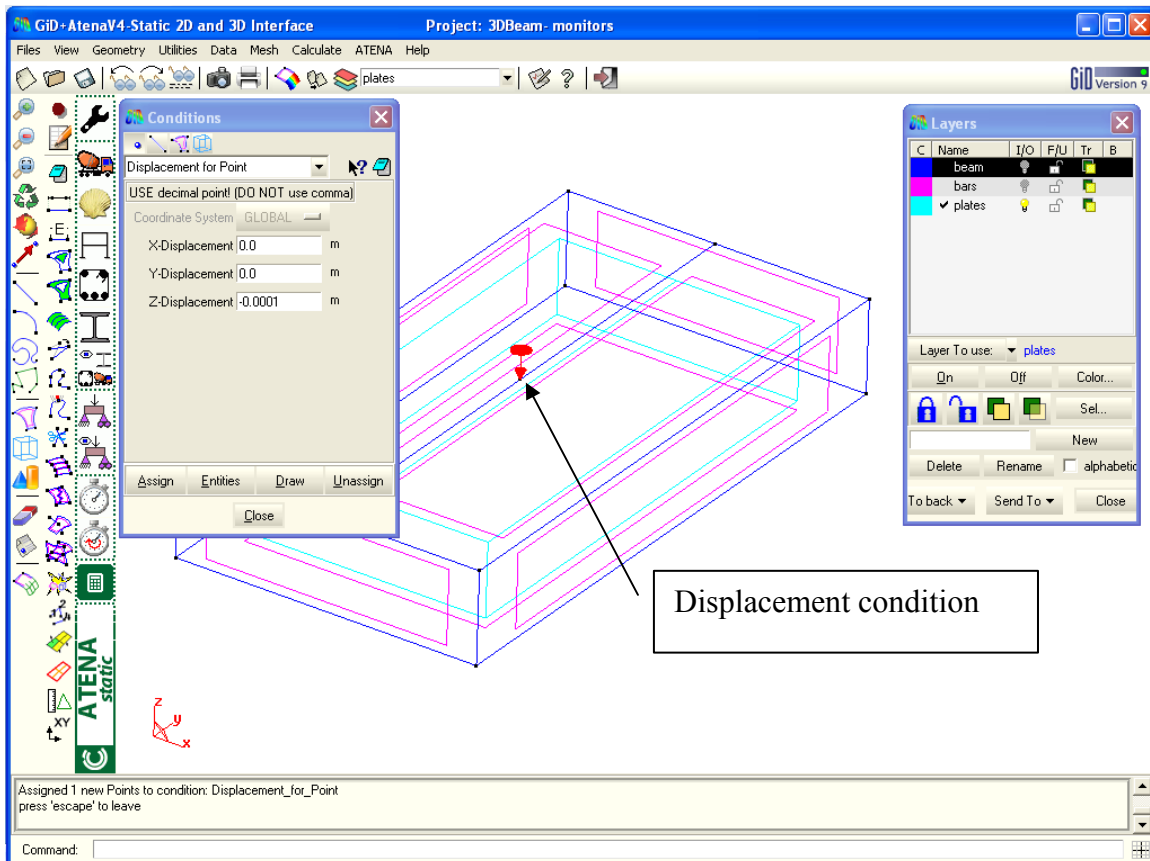 GiD+AtenaV4-Static 2D and 3D Interface Project: 3DBeam- monitors
Files View Geometry Utilities Data Mesh Calculate ATENA Help
plates
GiD Version 9
Conditions
Displacement for Point
USE decimal point! (DO NOT use comma)
Coordinate System GLOBAL
X-Displacement 0.0 m
Y-Displacement 0.0 m
Z-Displacement -0.0001 m
Assign Entities Draw Unassign
Close
Layers
C Name I/O F/U Tr B
beam
bars
plates
Layer To use: plates
On Off Color...
Sel...
New
Delete Rename alphabetic
To back Send To Close
Displacement condition
ATENA
static
z
y
x
XY
Assigned 1 new Points to condition: Displacement_for_Point
press 'escape' to leave
Command: